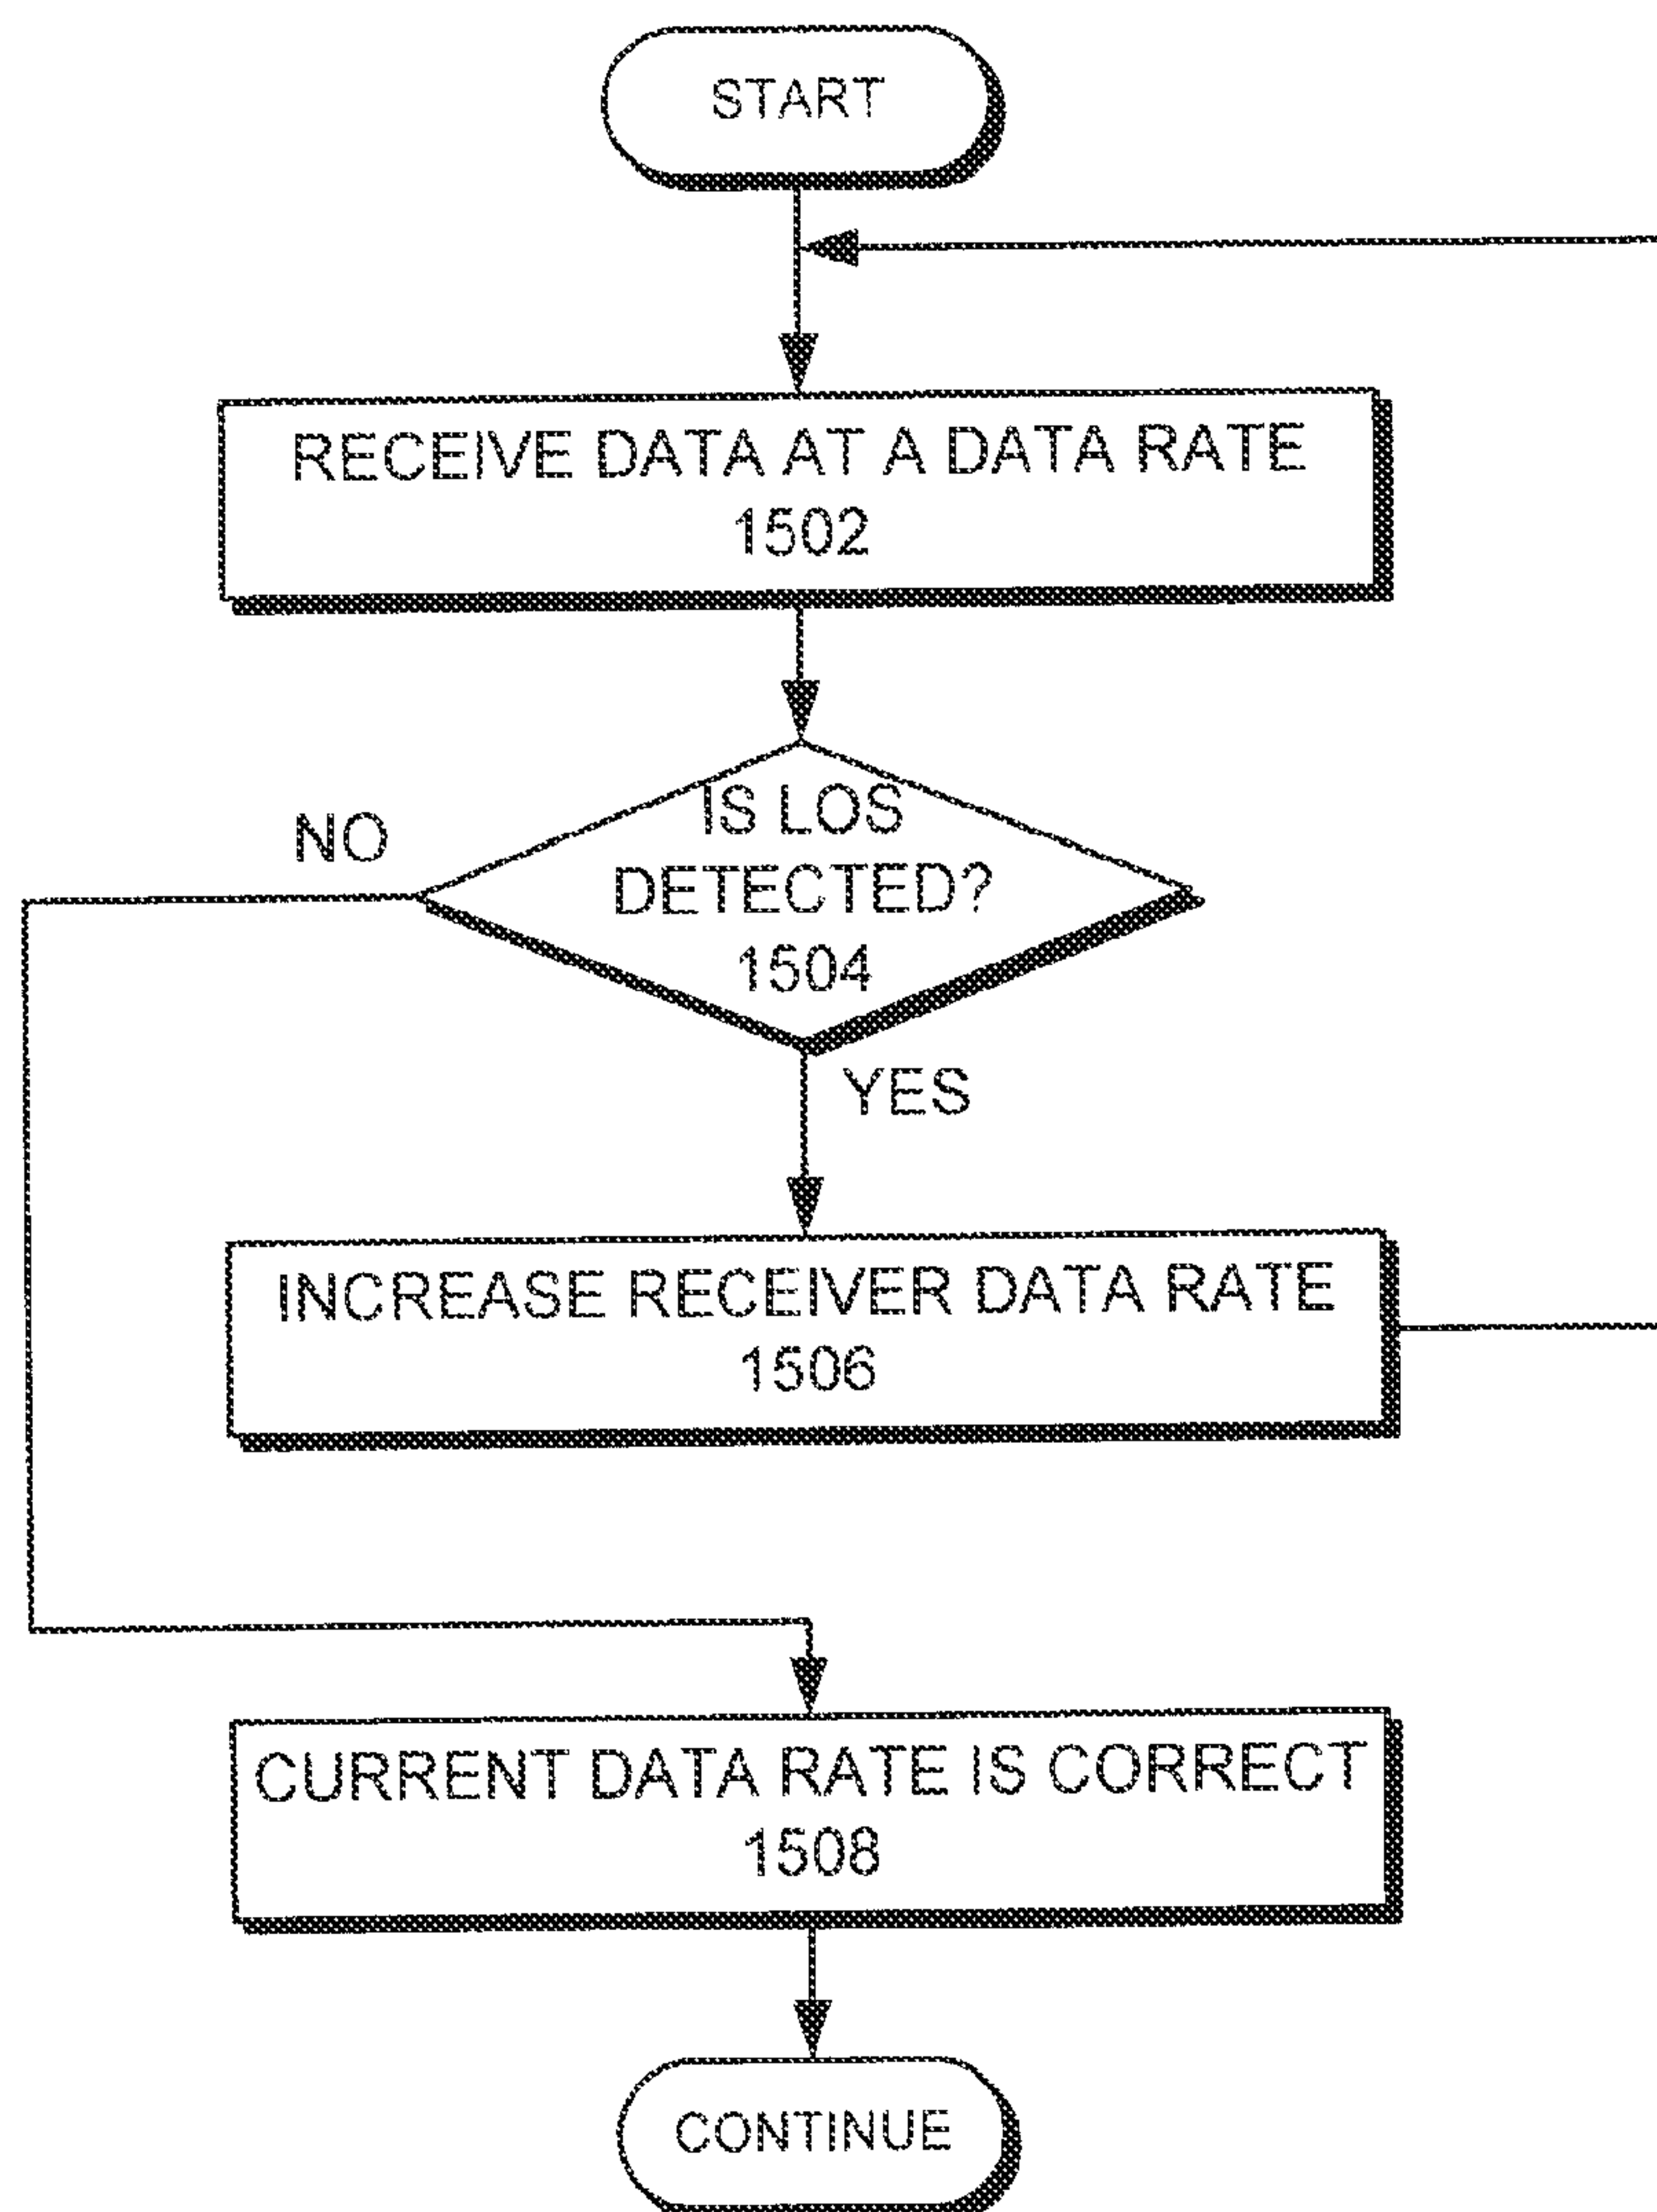 START
RECEIVE DATA AT A DATA RATE
1502
IS LOS
DETECTED?
1504
NO
YES
INCREASE RECEIVER DATA RATE
1506
CURRENT DATA RATE IS CORRECT
1508
CONTINUE